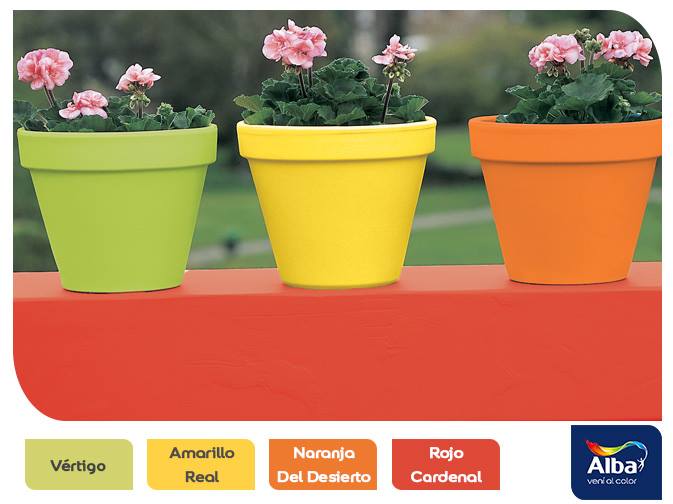 Vértigo
Amarillo
Real
Naranja
Del Desierto
Rojo
Cardenal
Alba
vení al color